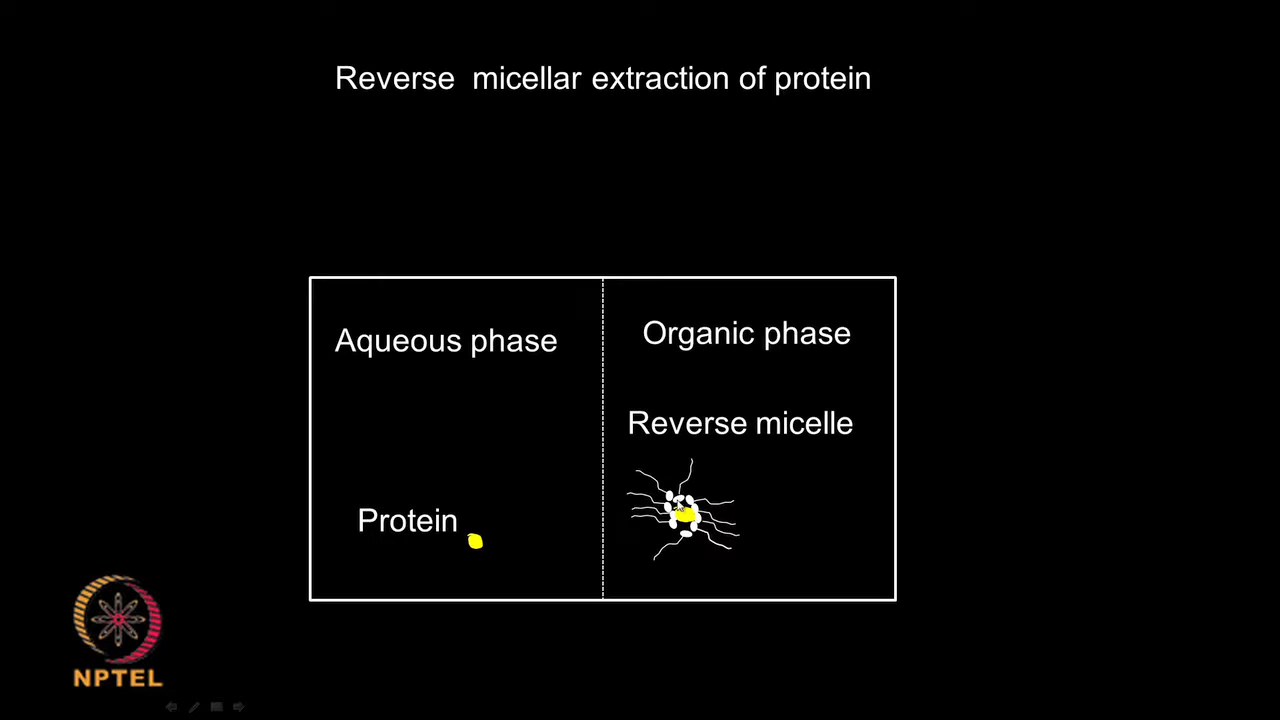 Reverse micellar extraction of protein
Aqueous phase
Organic phase
Reverse micelle
Protein
NPTEL